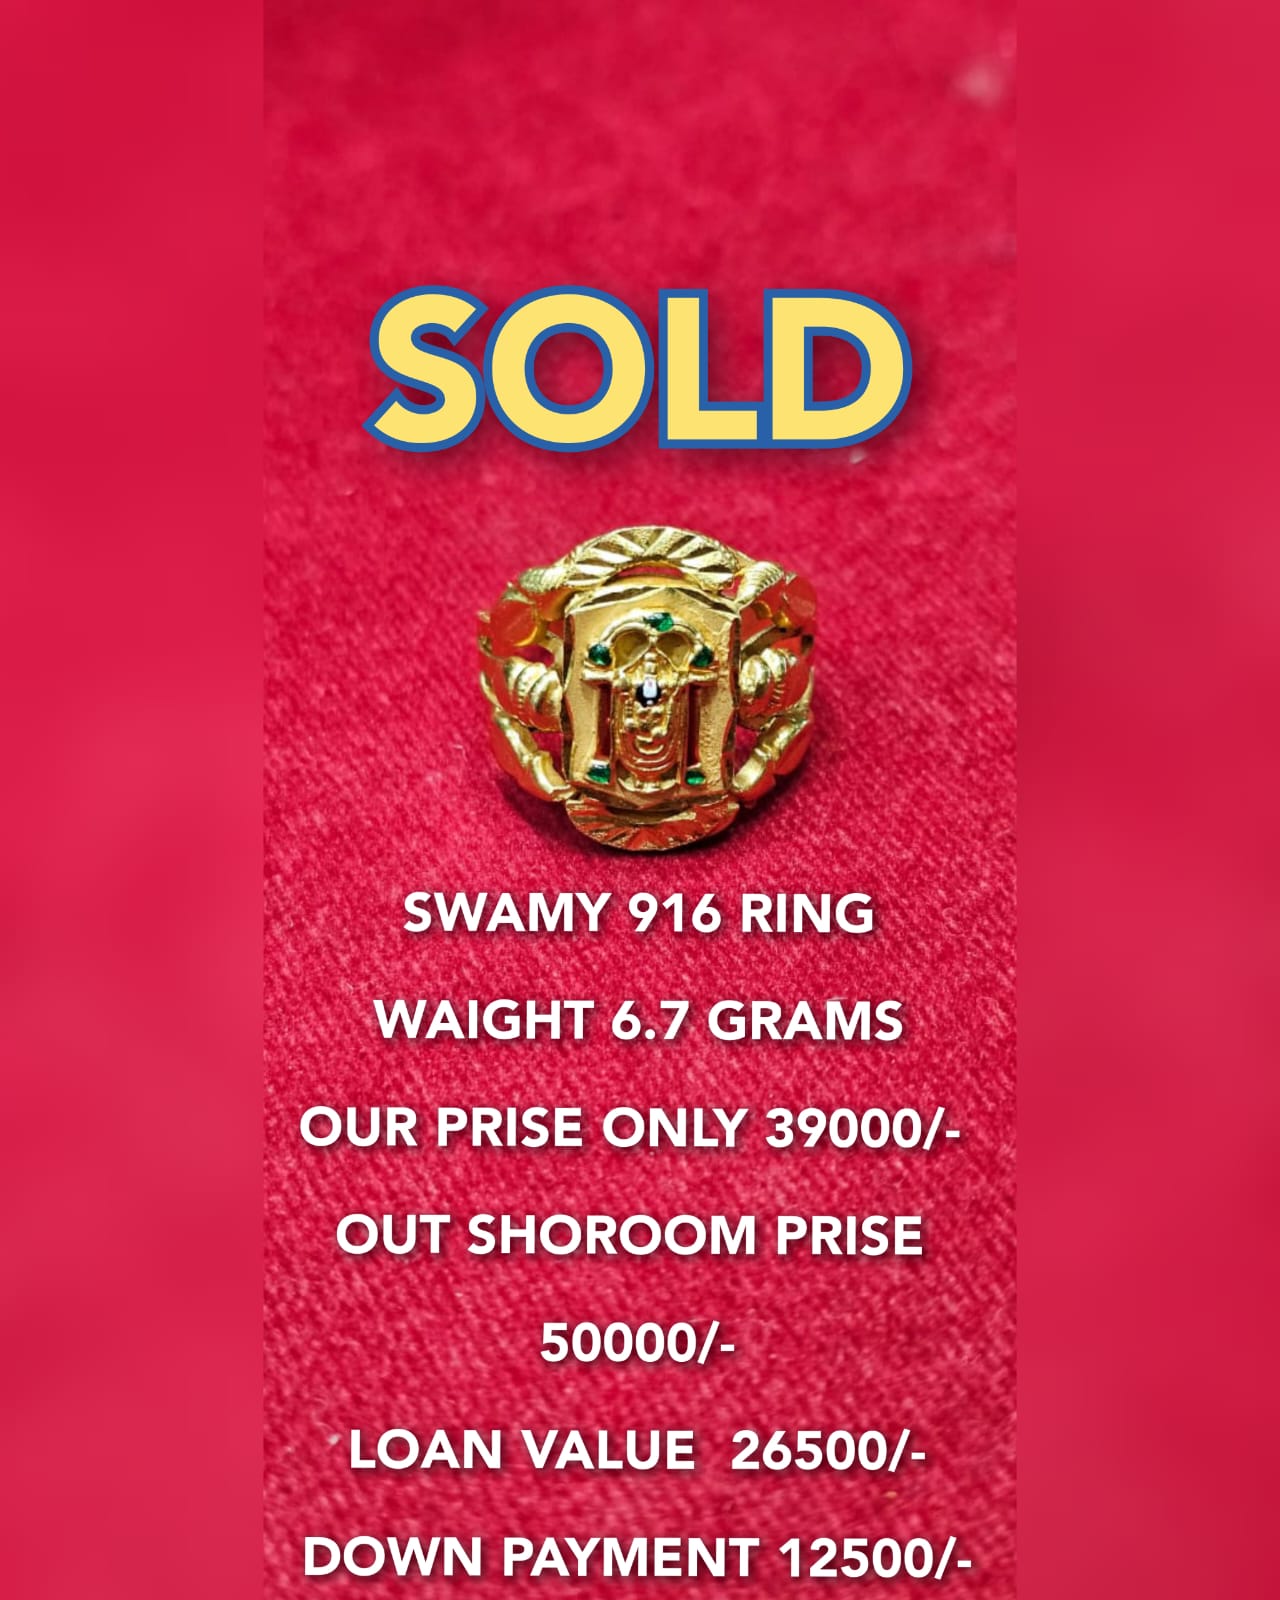 SOLD
SWAMY 916 RING
WAIGHT 6.7 GRAMS
OUR PRISE ONLY 39000/-
OUT SHOROOM PRISE
50000/-
LOAN VALUE 26500/-
DOWN PAYMENT 12500/-